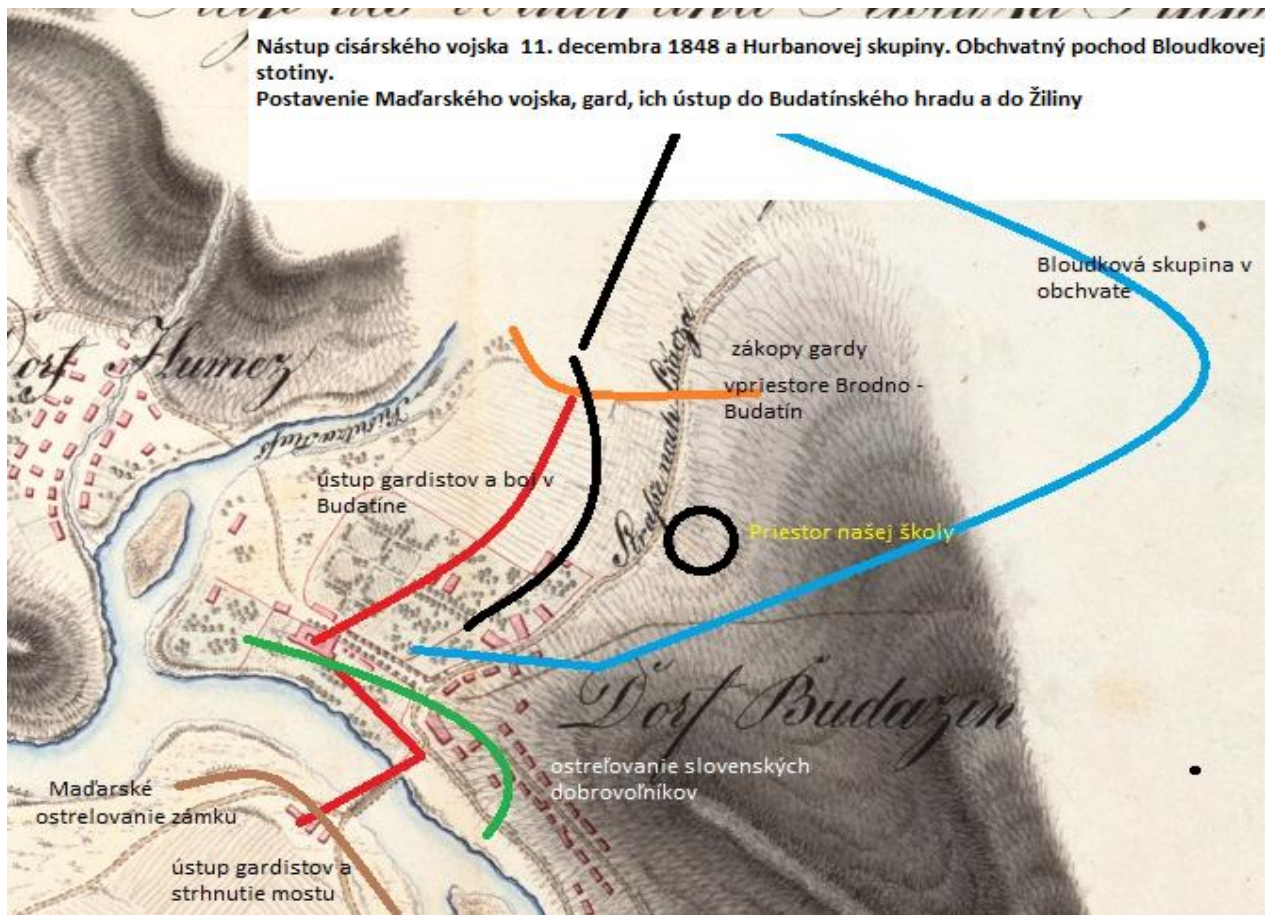 Nástup cisárského vojska 11. decembra 1848 a Hurbanovej skupiny. Obchvatný pochod Bloudkovej
stotiny.
Postavenie Maďarského vojska, gard, ich ústup do Budatínského hradu a do Žiliny
Bloudková skupina v
obchvate
zákopy gardy
vpriestore Brodno -
Budatín
Dorf Humez
ústup gardistov a boj v
Budatíne
Straße nach
Priestor našej školy
Dorf Budazin
ostreľovanie slovenských
dobrovoľníkov
Maďarské
ostrelovanie zámku
ústup gardistov a
strhnutie mostu